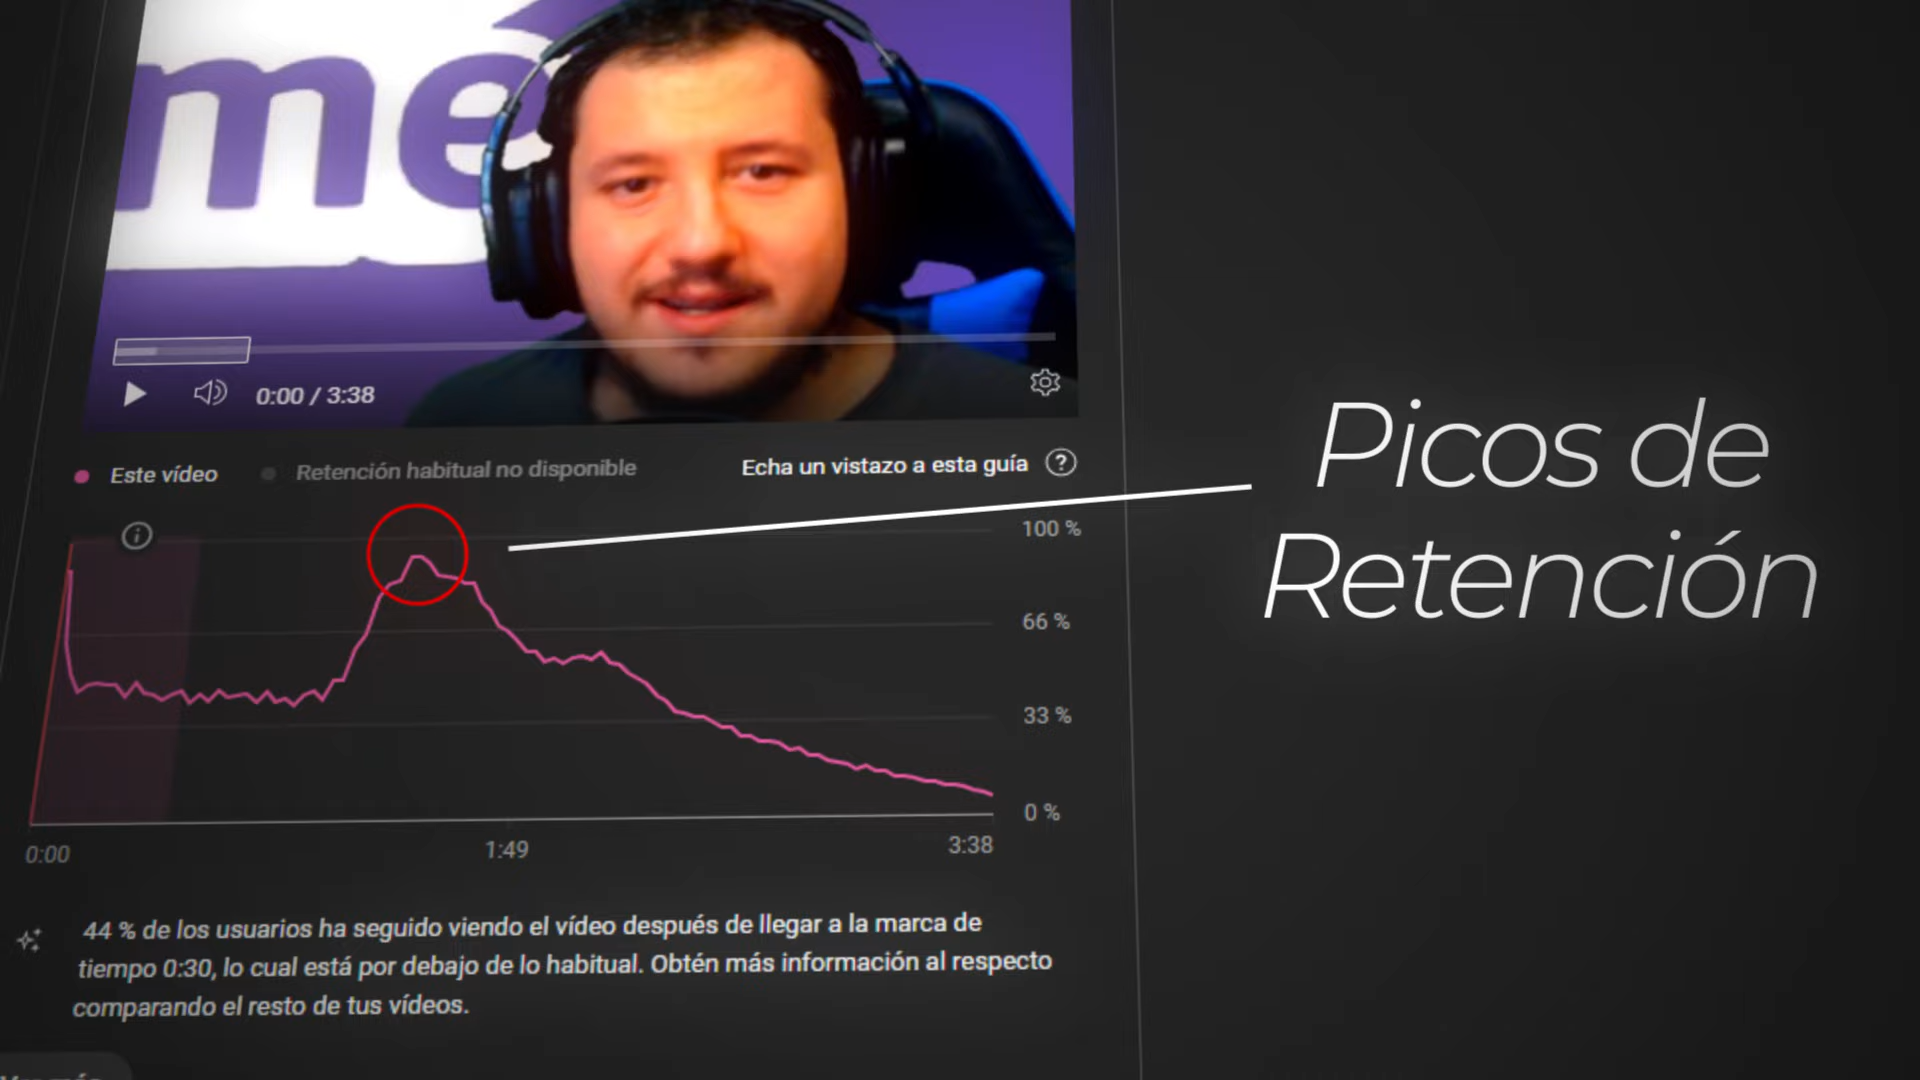 mé
0:00 / 3:38
Este vídeo
Retención habitual no disponible
Echa un vistazo a esta guía
Picos de
Retención
100 %
66 %
33 %
0 %
0:00
1:49
3:38
44 % de los usuarios ha seguido viendo el vídeo después de llegar a la marca de
tiempo 0:30, lo cual está por debajo de lo habitual. Obtén más información al respecto
comparando el resto de tus vídeos.